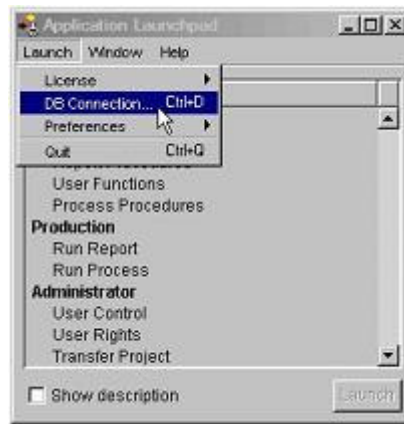 Application Launchpad
Launch Window Help
License
DB Connection... Ctrl+D
Preferences
Quit Ctrl+Q
User Functions
Process Procedures
Production
Run Report
Run Process
Administrator
User Control
User Rights
Transfer Project
Show description
Launch